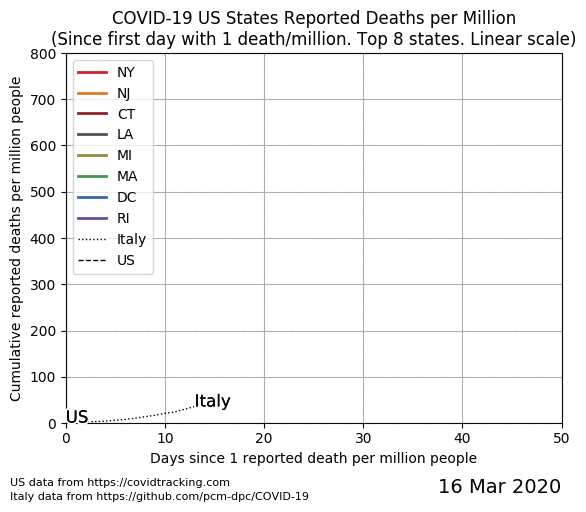 COVID-19 US States Reported Deaths per Million
(Since first day with 1 death/million. Top 8 states. Linear scale)
Cumulative reported deaths per million people
800
700
600
500
400
300
200
100
0
NY
NJ
CT
LA
MI
MA
DC
RI
Italy
US
Italy
US
0 10 20 30 40 50
Days since 1 reported death per million people
US data from https://covidtracking.com
Italy data from https://github.com/pcm-dpc/COVID-19
16 Mar 2020